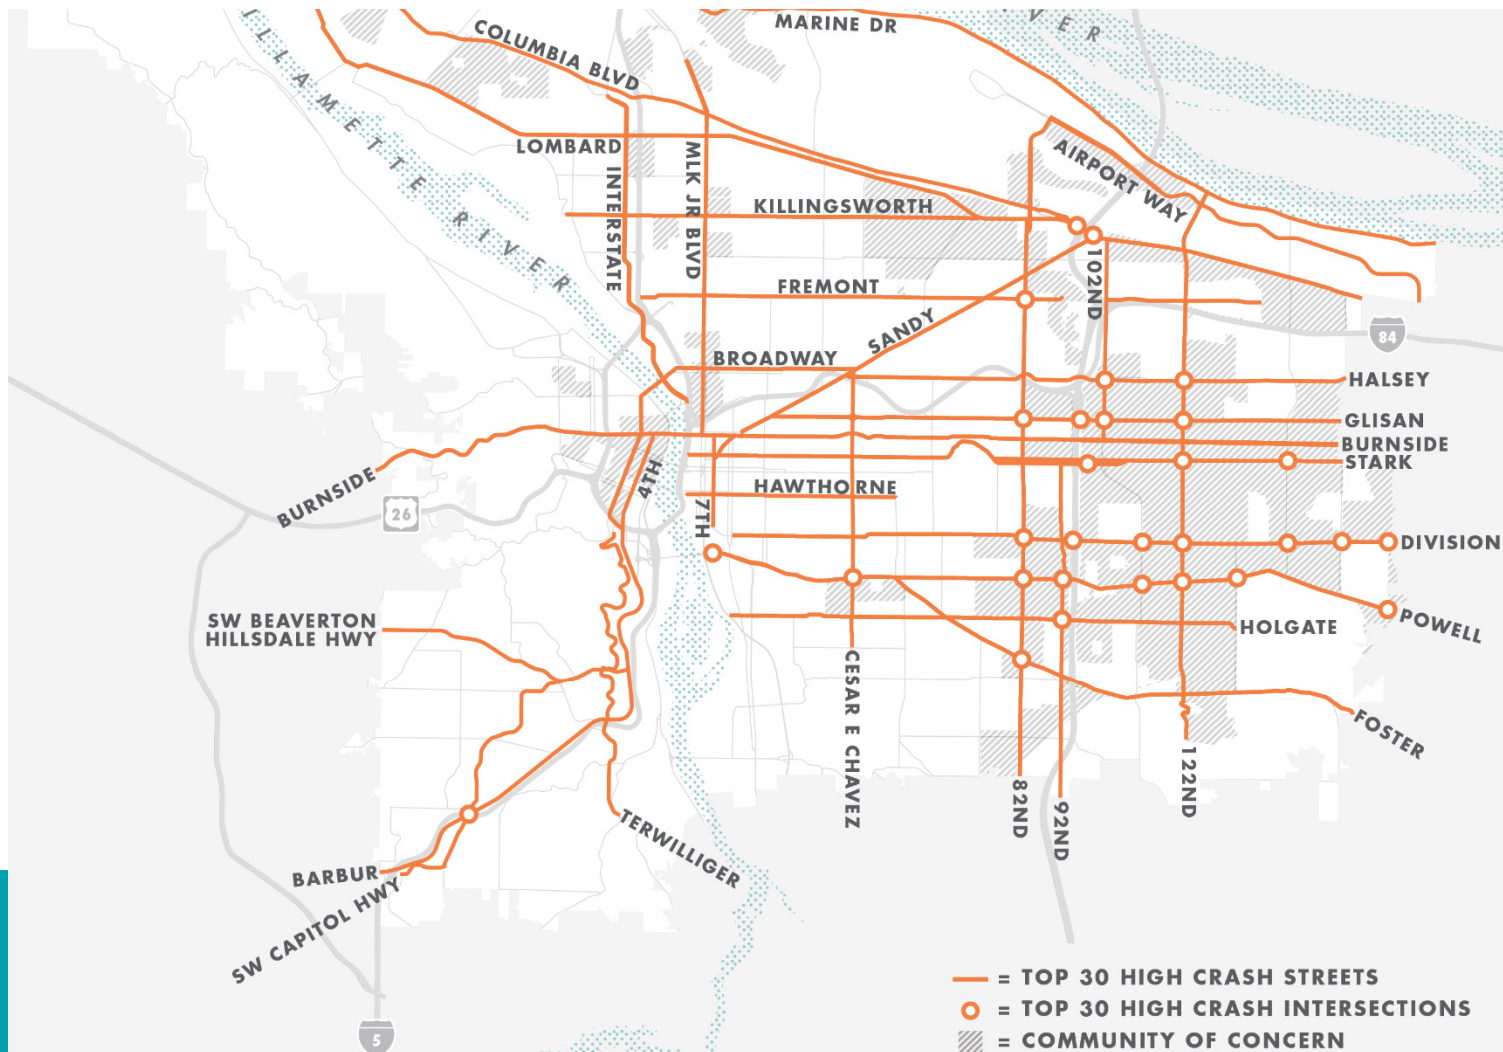 MARINE DR
VER
COLUMBIA BLVD
ILLAMETTE RIVER
LOMBARD
INTERSTATE
MLK JR BLVD
AIRPORT WAY
KILLINGSWORTH
102ND
FREMONT
SANDY
84
BROADWAY
HALSEY
GLISAN
BURNSIDE
STARK
BURNSIDE
26
4TH
HAWTHORNE
7TH
DIVISION
SW BEAVERTON
HILLSDALE HWY
HOLGATE
POWELL
CESAR E CHAVEZ
FOSTER
122ND
82ND
92ND
TERWILLIGER
BARBUR
SW CAPITOL HWY
5
= TOP 30 HIGH CRASH STREETS
= TOP 30 HIGH CRASH INTERSECTIONS
= COMMUNITY OF CONCERN